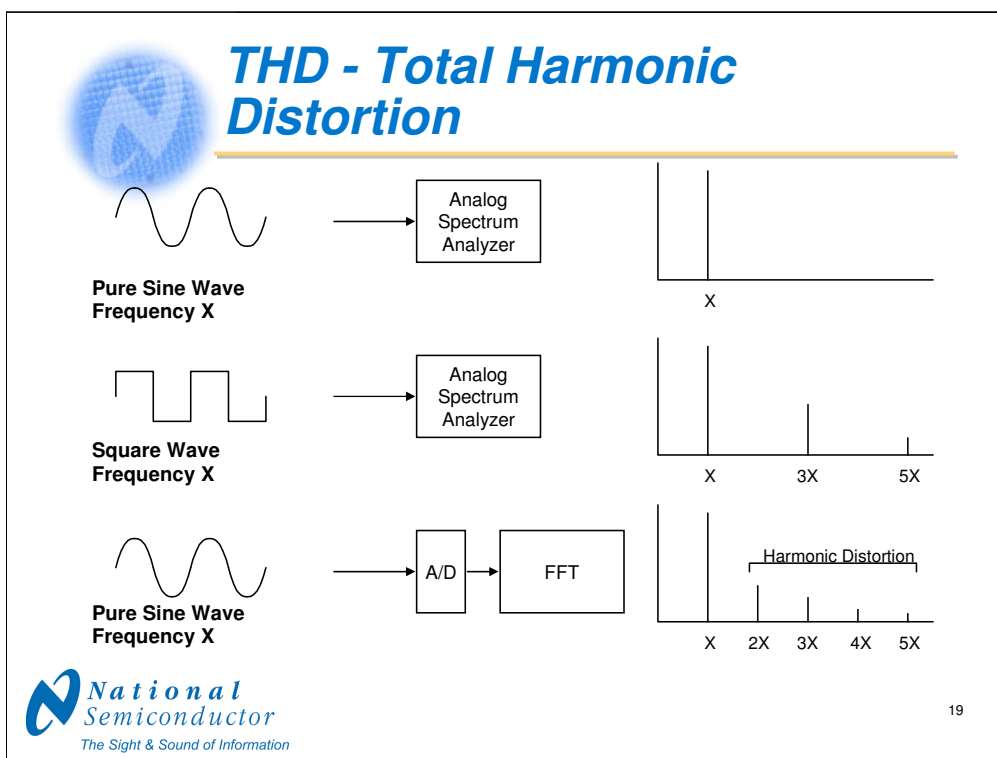 THD - Total Harmonic
Distortion
Analog
Spectrum
Analyzer
Pure Sine Wave
Frequency X
X
Analog
Spectrum
Analyzer
Square Wave
Frequency X
X 3X 5X
A/D
FFT
Harmonic Distortion
Pure Sine Wave
Frequency X
X 2X 3X 4X 5X
National
Semiconductor
The Sight & Sound of Information
19